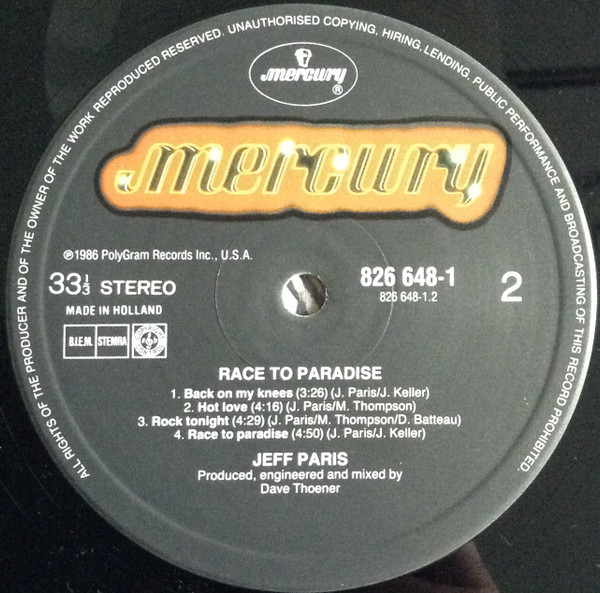 ALL RIGHTS OF THE PRODUCER AND OF THE OWNER OF THE WORK REPRODUCED RESERVED. UNAUTHORISED COPYING, HIRING, LENDING, PUBLIC PERFORMANCE AND BROADCASTING OF THIS RECORD PROHIBITED.
mercury
®
mercury
℗1986 PolyGram Records Inc., U.S.A.
33⅓ STEREO
MADE IN HOLLAND
B.I.E.M. STEMRA
826 648-1
826 648-1.2
2
RACE TO PARADISE
1. Back on my knees (3:26) (J. Paris/J. Keller)
2. Hot love (4:16) (J. Paris/M. Thompson)
3. Rock tonight (4:29) (J. Paris/M. Thompson/D. Batteau)
4. Race to paradise (4:50) (J. Paris/J. Keller)
JEFF PARIS
Produced, engineered and mixed by
Dave Thoener